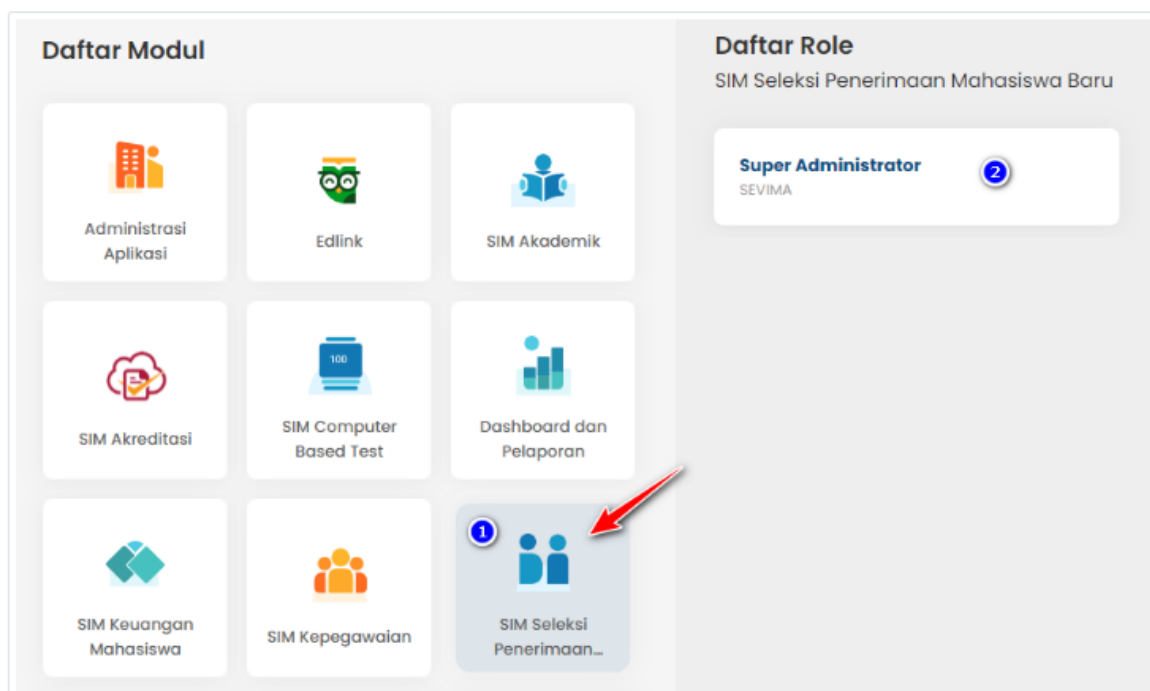 Daftar Modul
Administrasi
Aplikasi
Edlink
SIM Akademik
SIM Akreditasi
100
SIM Computer
Based Test
Dashboard dan
Pelaporan
SIM Keuangan
Mahasiswa
SIM Kepegawaian
1
SIM Seleksi
Penerimaan...
Daftar Role
SIM Seleksi Penerimaan Mahasiswa Baru
Super Administrator
2
SEVIMA